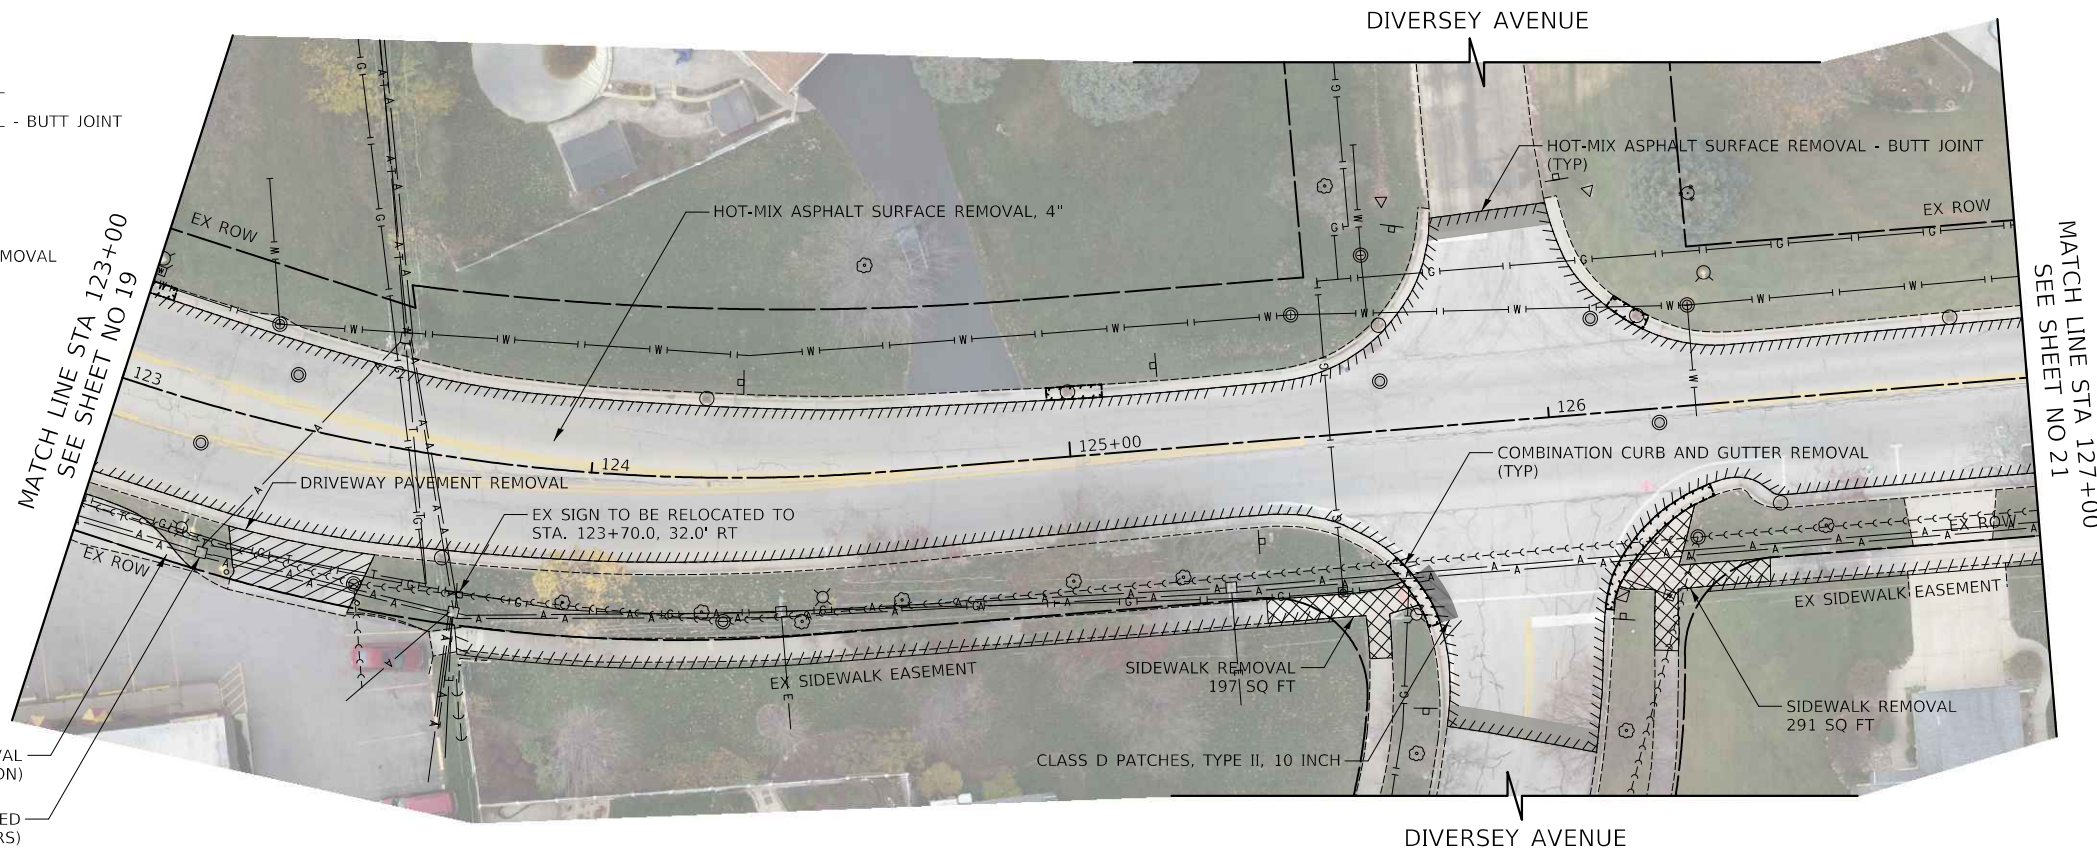 DIVERSEY AVENUE
- BUTT JOINT
HOT-MIX ASPHALT SURFACE REMOVAL - BUTT JOINT
(TYP)
HOT-MIX ASPHALT SURFACE REMOVAL, 4"
EX ROW
EX ROW
MOVAL
MATCH LINE STA 123+00
SEE SHEET NO 19
MATCH LINE STA 127+00
SEE SHEET NO 21
123
124
125+00
126
COMBINATION CURB AND GUTTER REMOVAL
(TYP)
DRIVEWAY PAVEMENT REMOVAL
EX SIGN TO BE RELOCATED TO
STA. 123+70.0, 32.0' RT
EX ROW
EX ROW
EX SIDEWALK EASEMENT
EX SIDEWALK EASEMENT
SIDEWALK REMOVAL
197 SQ FT
SIDEWALK REMOVAL
291 SQ FT
CLASS D PATCHES, TYPE II, 10 INCH
VAL
ON)
ED
RS)
DIVERSEY AVENUE